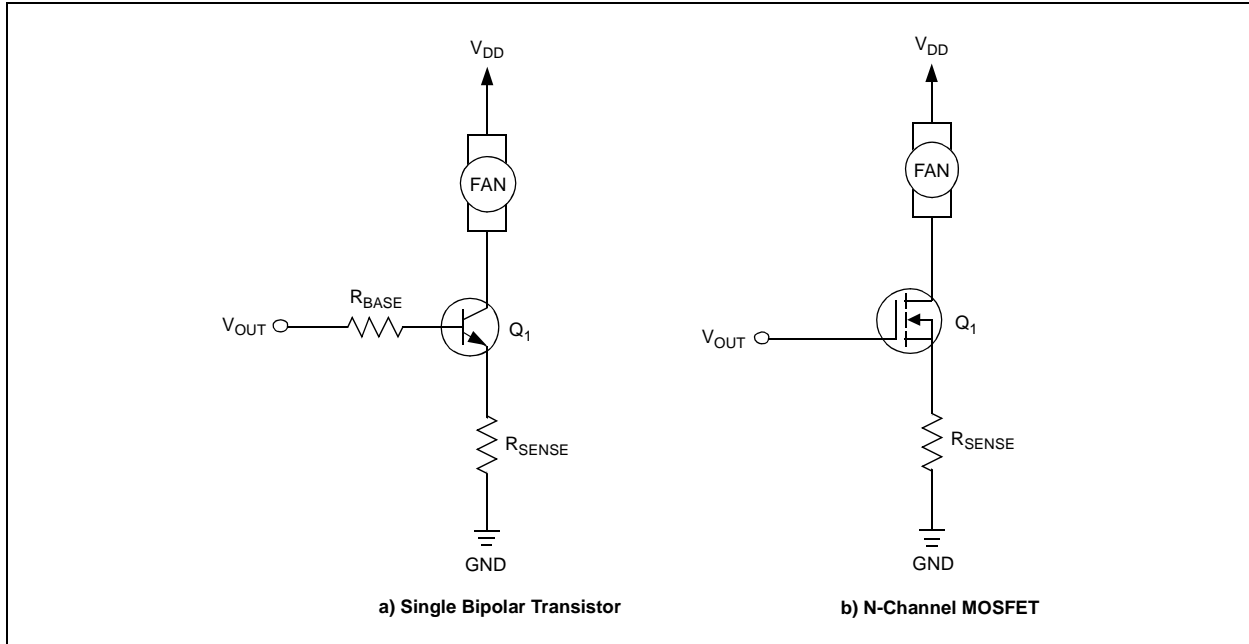 V_DD
FAN
R_BASE
V_OUT
Q_1
R_SENSE
GND
a) Single Bipolar Transistor
V_DD
FAN
Q_1
V_OUT
R_SENSE
GND
b) N-Channel MOSFET